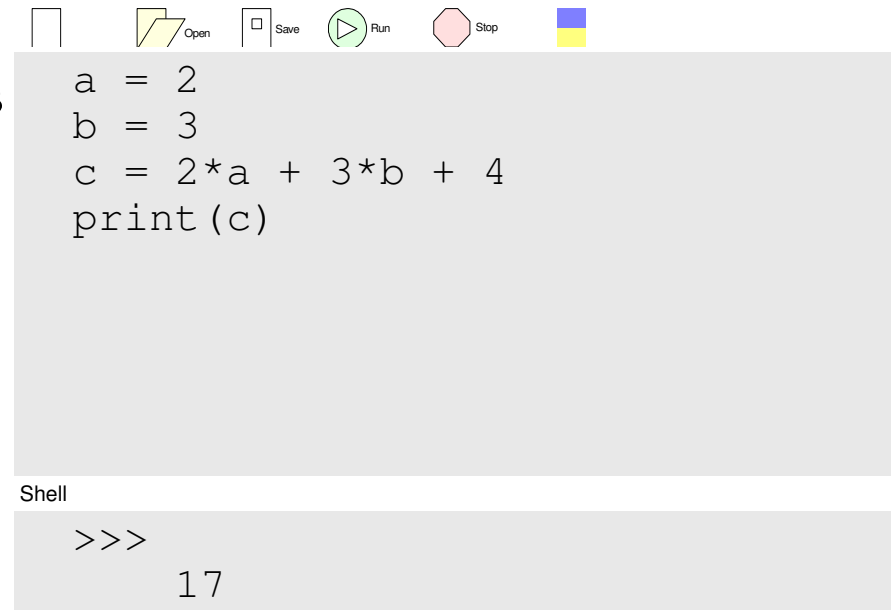 Open Save Run Stop
a = 2
b = 3
c = 2*a + 3*b + 4
print(c)
Shell
>>>
17